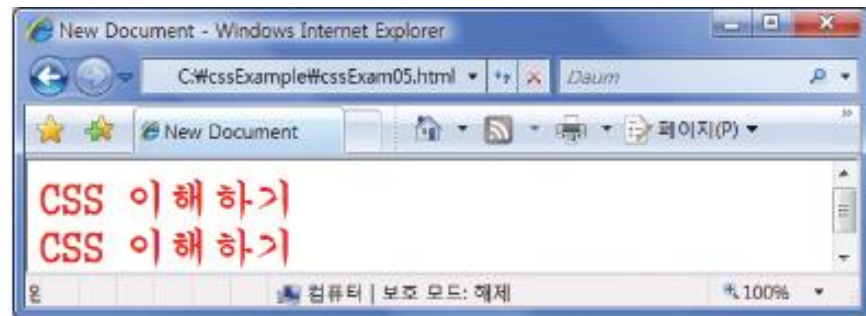 New Document - Windows Internet Explorer
C:₩cssExample₩cssExam05.html Daum
New Document 페이지(P)
CSS 이해하기
CSS 이해하기
온 컴퓨터 | 보호 모드: 해제 100%